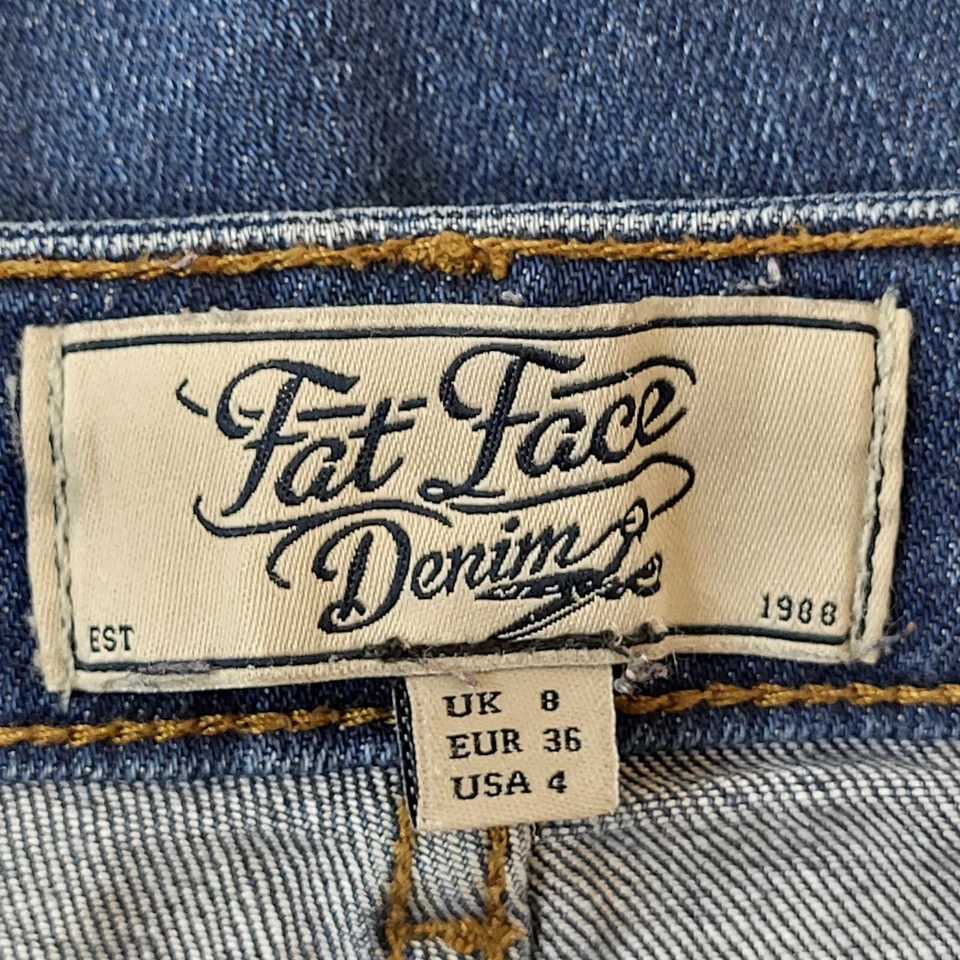 Fat Face
Denim
EST 1988
UK 8
EUR 36
USA 4